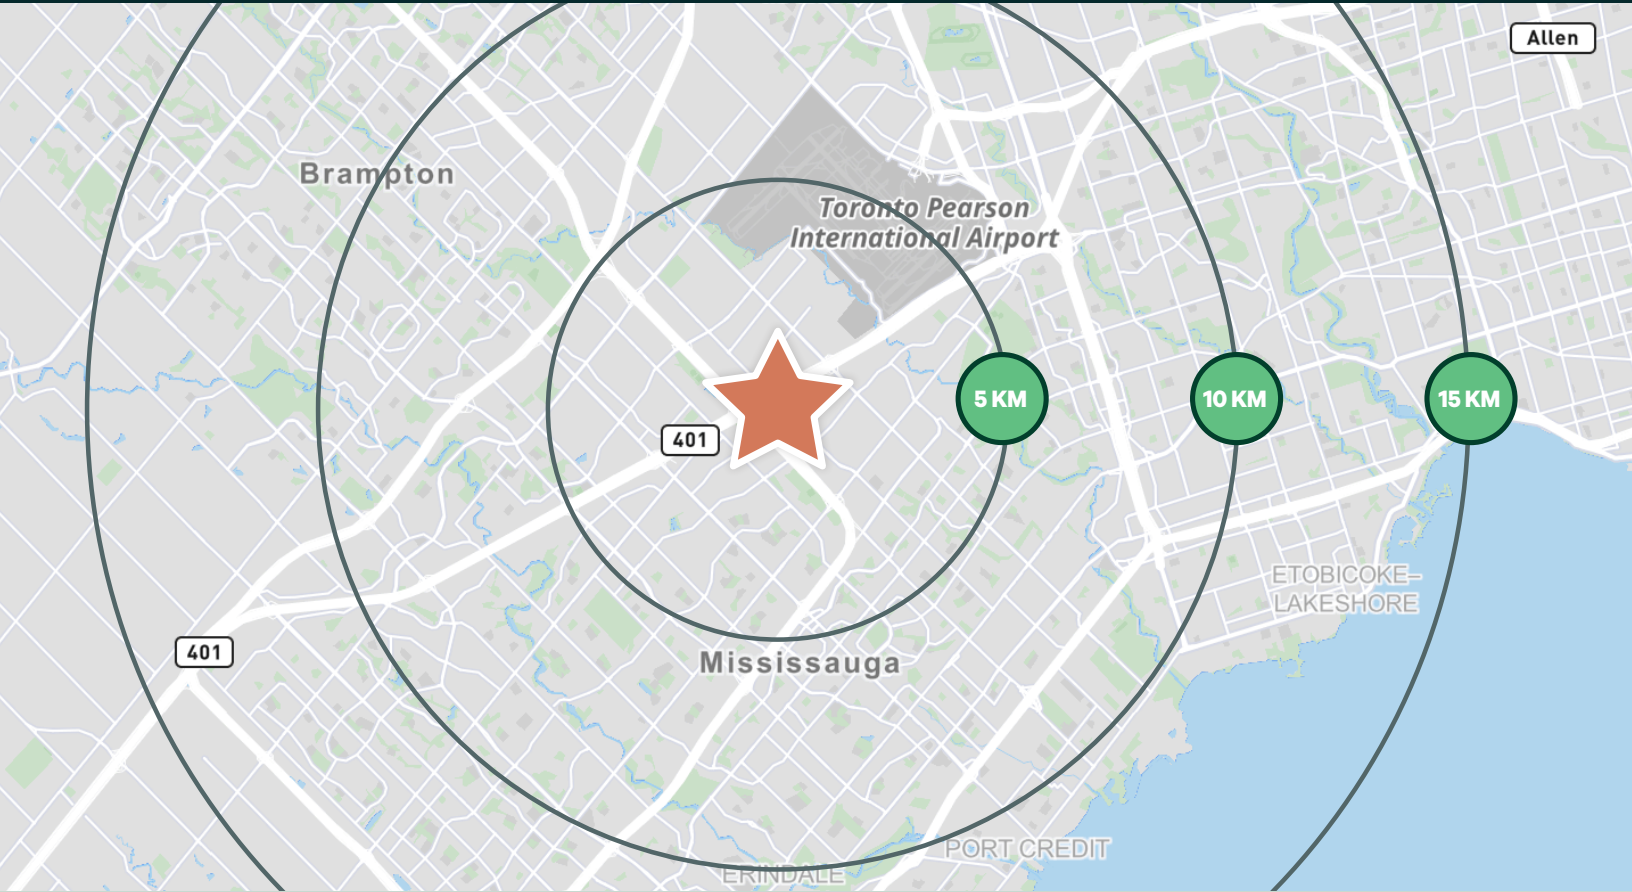 Allen
Brampton
Toronto Pearson
International Airport
5 KM
10 KM
15 KM
401
ETOBICOKE–
LAKESHORE
401
Mississauga
PORT CREDIT
ERINDALE